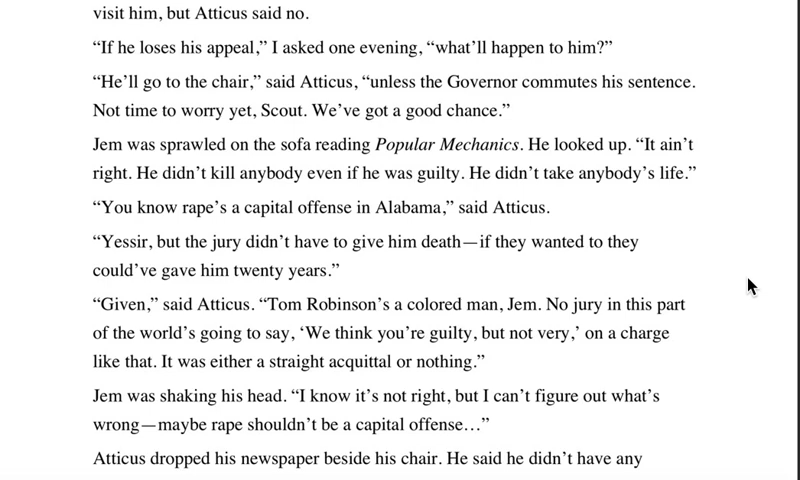 visit him, but Atticus said no.
“If he loses his appeal,” I asked one evening, “what’ll happen to him?”
“He’ll go to the chair,” said Atticus, “unless the Governor commutes his sentence.
Not time to worry yet, Scout. We’ve got a good chance.”
Jem was sprawled on the sofa reading Popular Mechanics. He looked up. “It ain’t
right. He didn’t kill anybody even if he was guilty. He didn’t take anybody’s life.”
“You know rape’s a capital offense in Alabama,” said Atticus.
“Yessir, but the jury didn’t have to give him death—if they wanted to they
could’ve gave him twenty years.”
“Given,” said Atticus. “Tom Robinson’s a colored man, Jem. No jury in this part
of the world’s going to say, ‘We think you’re guilty, but not very,’ on a charge
like that. It was either a straight acquittal or nothing.”
Jem was shaking his head. “I know it’s not right, but I can’t figure out what’s
wrong—maybe rape shouldn’t be a capital offense…”
Atticus dropped his newspaper beside his chair. He said he didn’t have any